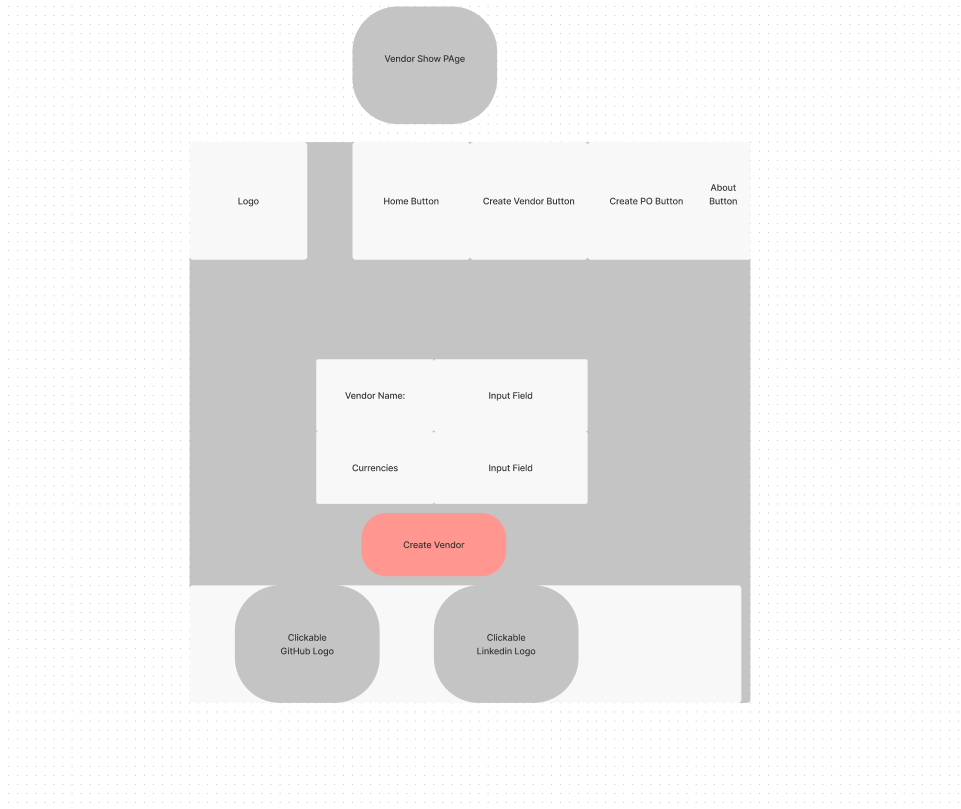 Vendor Show PAge
Logo
Home Button
Create Vendor Button
Create PO Button
About
Button
Vendor Name:
Input Field
Currencies
Input Field
Create Vendor
Clickable
GitHub Logo
Clickable
Linkedin Logo